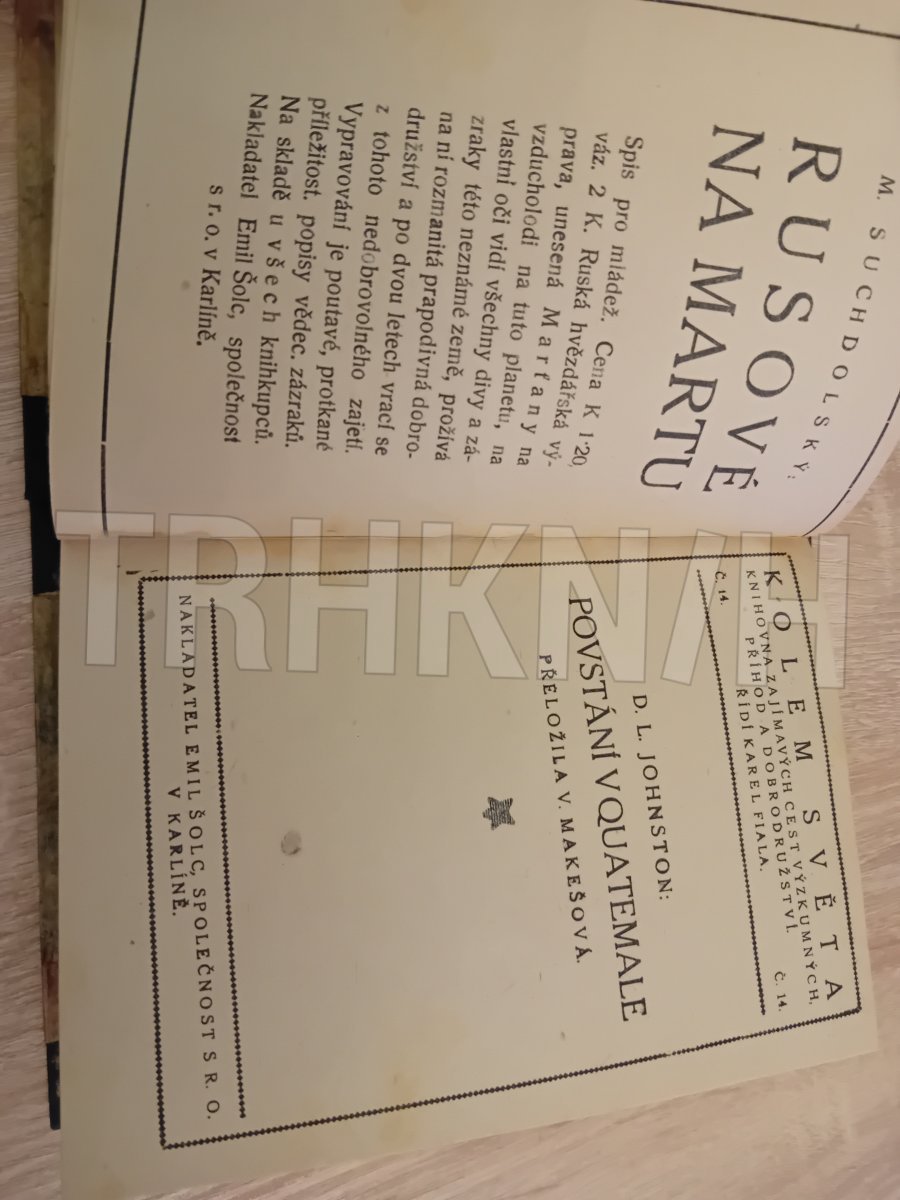 M. SUCHDOLSKÝ:
RUSOVÉ
NA MARTU
Spis pro mládež. Cena K 1·20,
váz. 2 K. Ruská hvězdářská vý-
prava, unesená Marťany na
vzducholodi na tuto planetu, na
vlastní oči vidí všechny divy a zá-
zraky této neznámé země, prožívá
na ní rozmanitá prapodivná dobro-
družství a po dvou letech vrací se
z tohoto nedobrovolného zajetí.
Vypravování je poutavé, protkané
příležitost. popisy vědec. zázraků.
Na skladě u všech knihkupců.
Nakladatel Emil Šolc, společnost
s r. o. v Karlíně.
KOLEM SVĚTA
KNIHOVNA ZAJÍMAVÝCH CEST VÝZKUMNÝCH,
PŘÍHOD A DOBRODRUŽSTVÍ.
Č. 14. ŘÍDÍ KAREL FIALA. Č. 14.
D. L. JOHNSTON:
POVSTÁNÍ V QUATEMALE
PŘELOŽILA V. MAKEŠOVÁ.
NAKLADATEL EMIL ŠOLC, SPOLEČNOST S R. O.
V KARLÍNĚ.
TRHKNIH